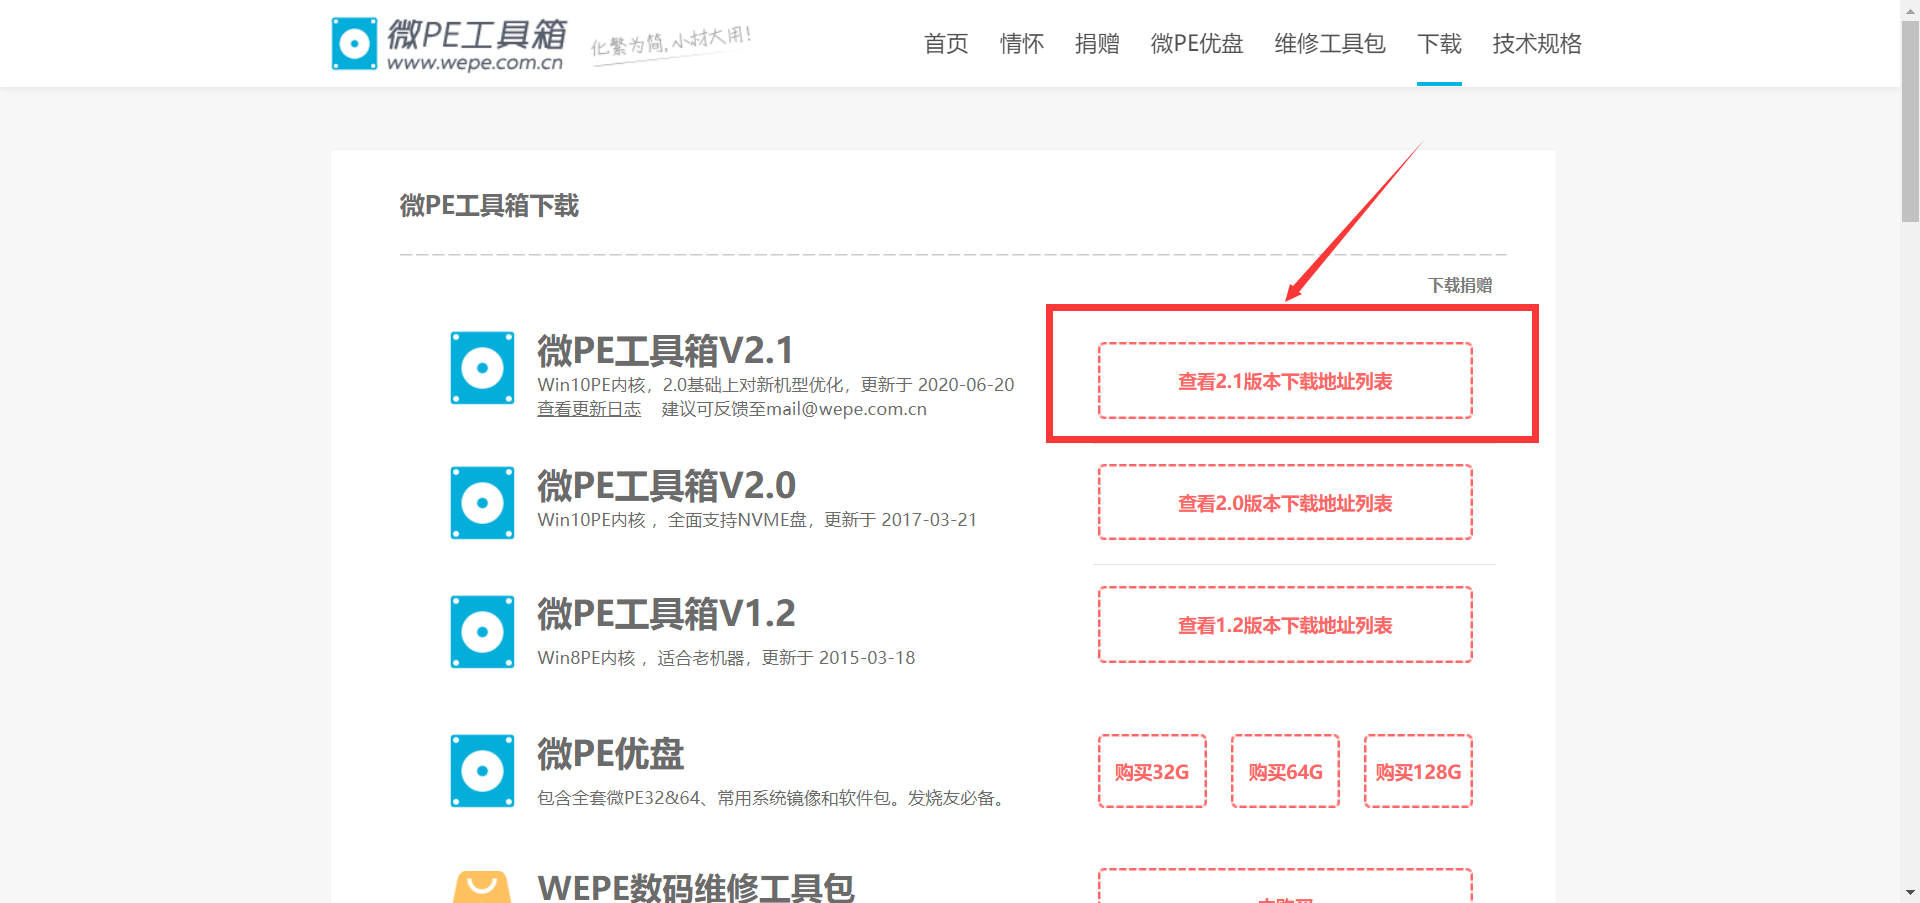 微PE工具箱
www.wepe.com.cn
化繁为简,小材大用!
首页 情怀 捐赠 微PE优盘 维修工具包 下载 技术规格
微PE工具箱下载
下载捐赠
微PE工具箱V2.1
Win10PE内核，2.0基础上对新机型优化，更新于 2020-06-20
查看更新日志 建议可反馈至mail@wepe.com.cn
查看2.1版本下载地址列表
微PE工具箱V2.0
Win10PE内核 ，全面支持NVME盘，更新于 2017-03-21
查看2.0版本下载地址列表
微PE工具箱V1.2
Win8PE内核 ，适合老机器，更新于 2015-03-18
查看1.2版本下载地址列表
微PE优盘
包含全套微PE32&64、常用系统镜像和软件包。发烧友必备。
购买32G 购买64G 购买128G
WEPE数码维修工具包